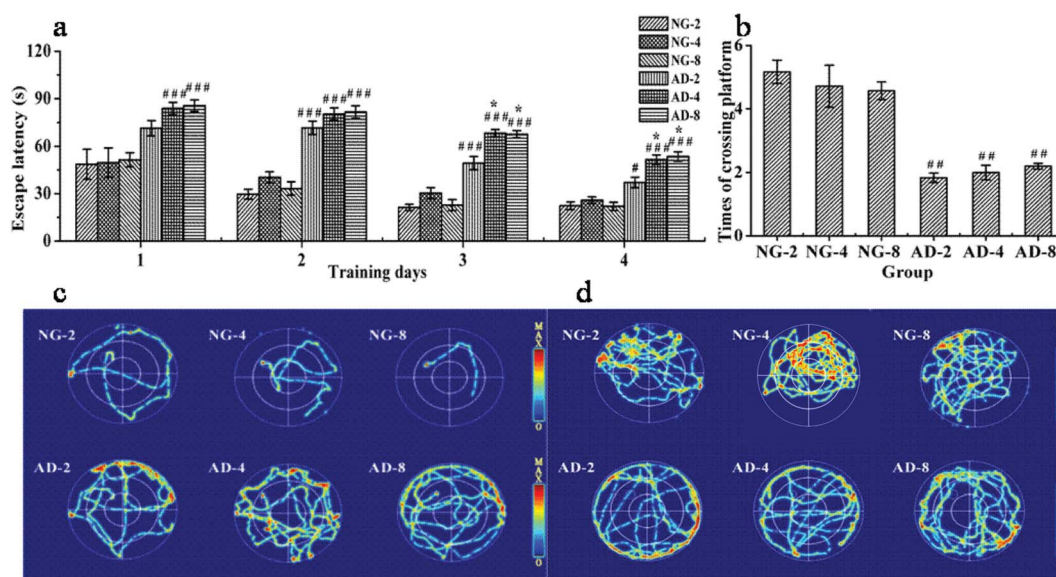 a
Escape latency (s)
120
90
60
30
0
NG-2
NG-4
NG-8
AD-2
AD-4
AD-8
### ###
### ### ###
* *
### ### ###
* *
# ### ###
1 2 3 4
Training days
b
Times of crossing platform
6
4
2
0
## ## ##
NG-2 NG-4 NG-8 AD-2 AD-4 AD-8
Group
c
NG-2 NG-4 NG-8
MAX
0
AD-2 AD-4 AD-8
MAX
0
d
NG-2 NG-4 NG-8
AD-2 AD-4 AD-8